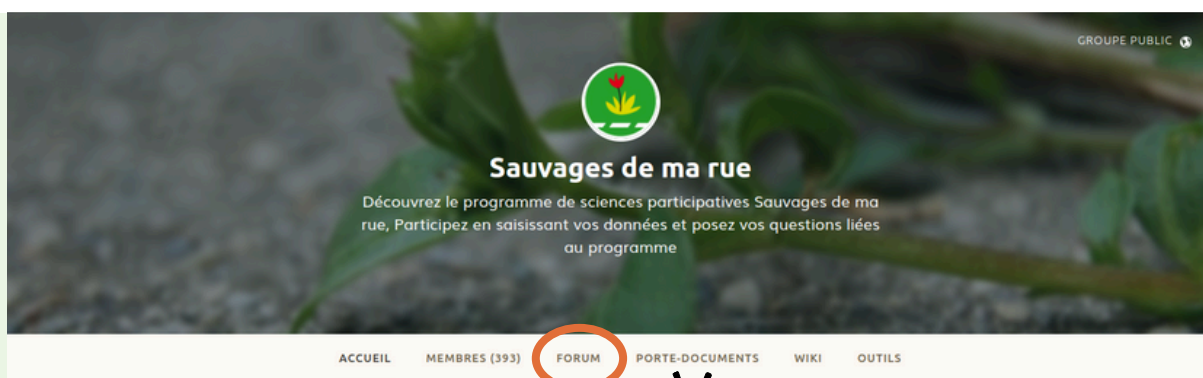 GROUPE PUBLIC
Sauvages de ma rue
Découvrez le programme de sciences participatives Sauvages de ma
rue, Participez en saisissant vos données et posez vos questions liées
au programme
ACCUEIL MEMBRES (393) FORUM PORTE-DOCUMENTS WIKI OUTILS